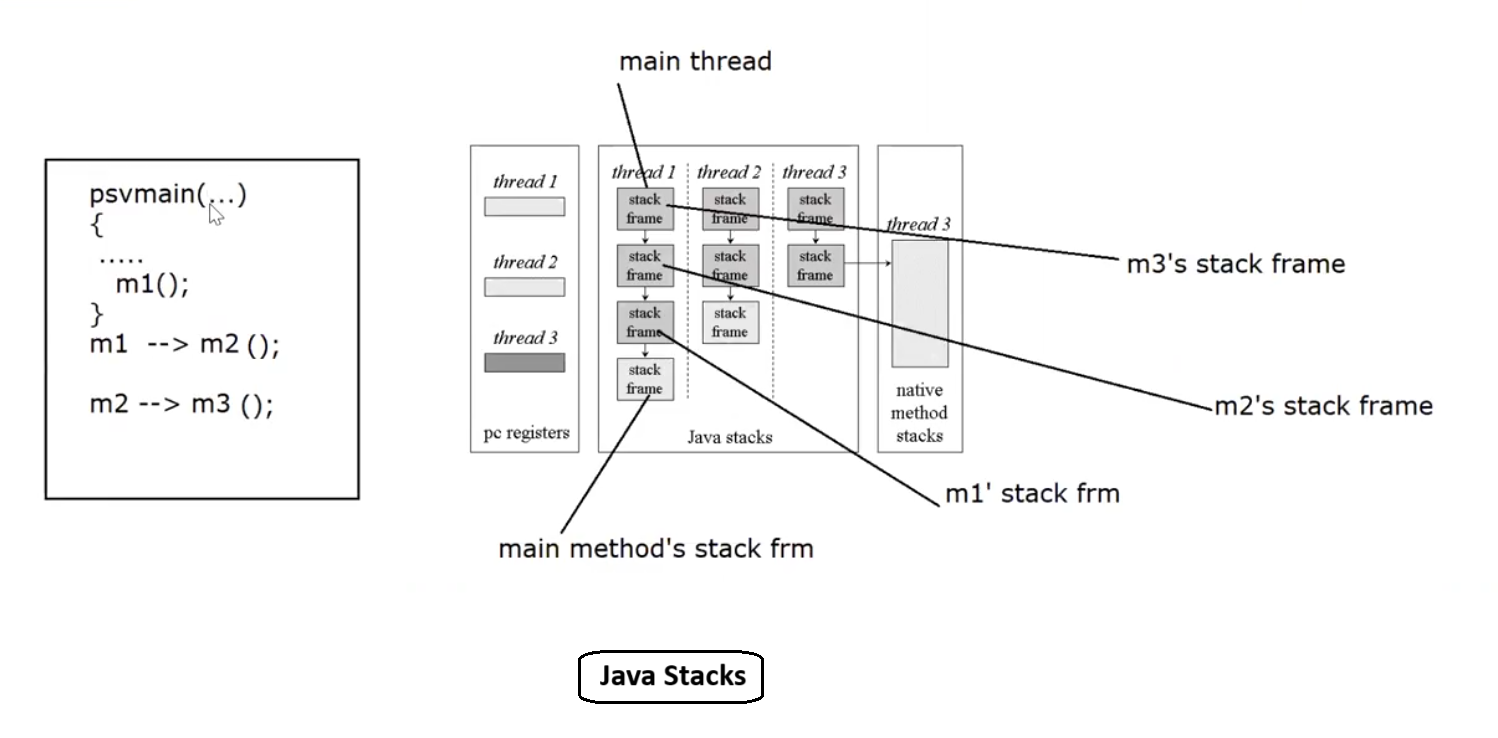 main thread
psvmain(...)
{
.....
m1();
}
m1 --> m2 ();
m2 --> m3 ();
thread 1
thread 2
thread 3
pc registers
thread 1
stack
frame
stack
frame
stack
frame
stack
frame
thread 2
stack
frame
stack
frame
stack
frame
thread 3
stack
frame
stack
frame
Java stacks
thread 3
native
method
stacks
m3's stack frame
m2's stack frame
m1' stack frm
main method's stack frm
Java Stacks